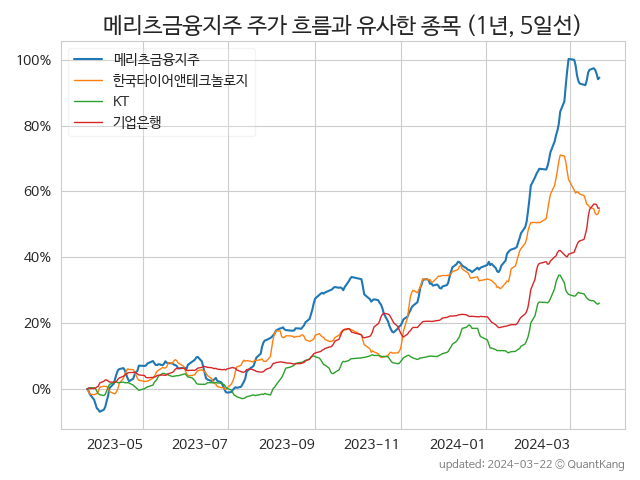 메리츠금융지주 주가 흐름과 유사한 종목 (1년, 5일선)
메리츠금융지주
한국타이어앤테크놀로지
KT
기업은행
100%
80%
60%
40%
20%
0%
2023-05 2023-07 2023-09 2023-11 2024-01 2024-03
updated: 2024-03-22 © QuantKang